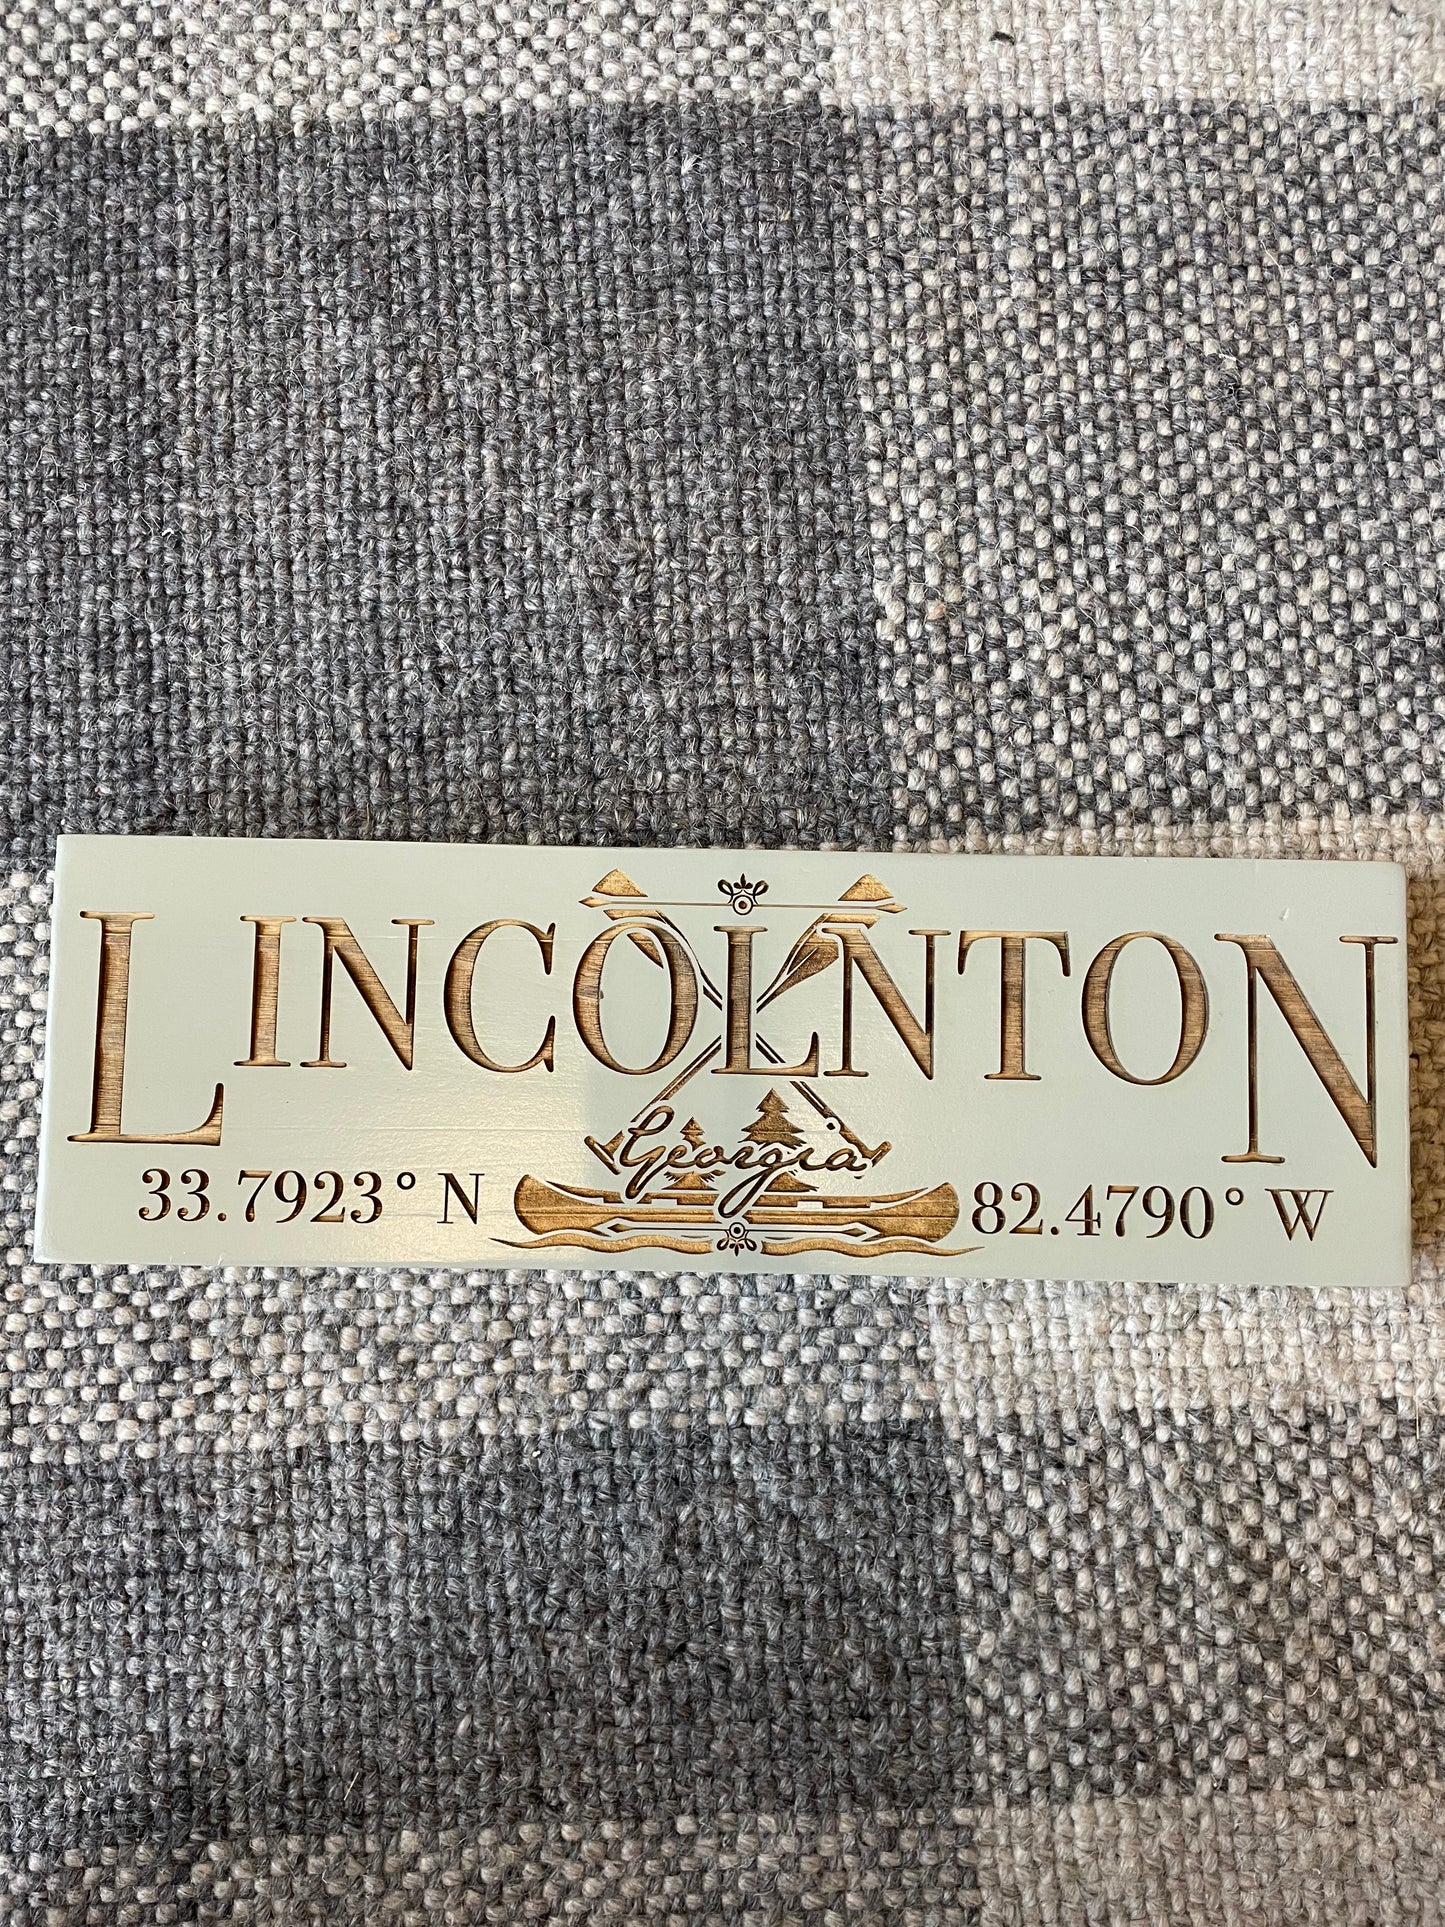 LINCOLNTON
Georgia
33.7923° N 82.4790° W